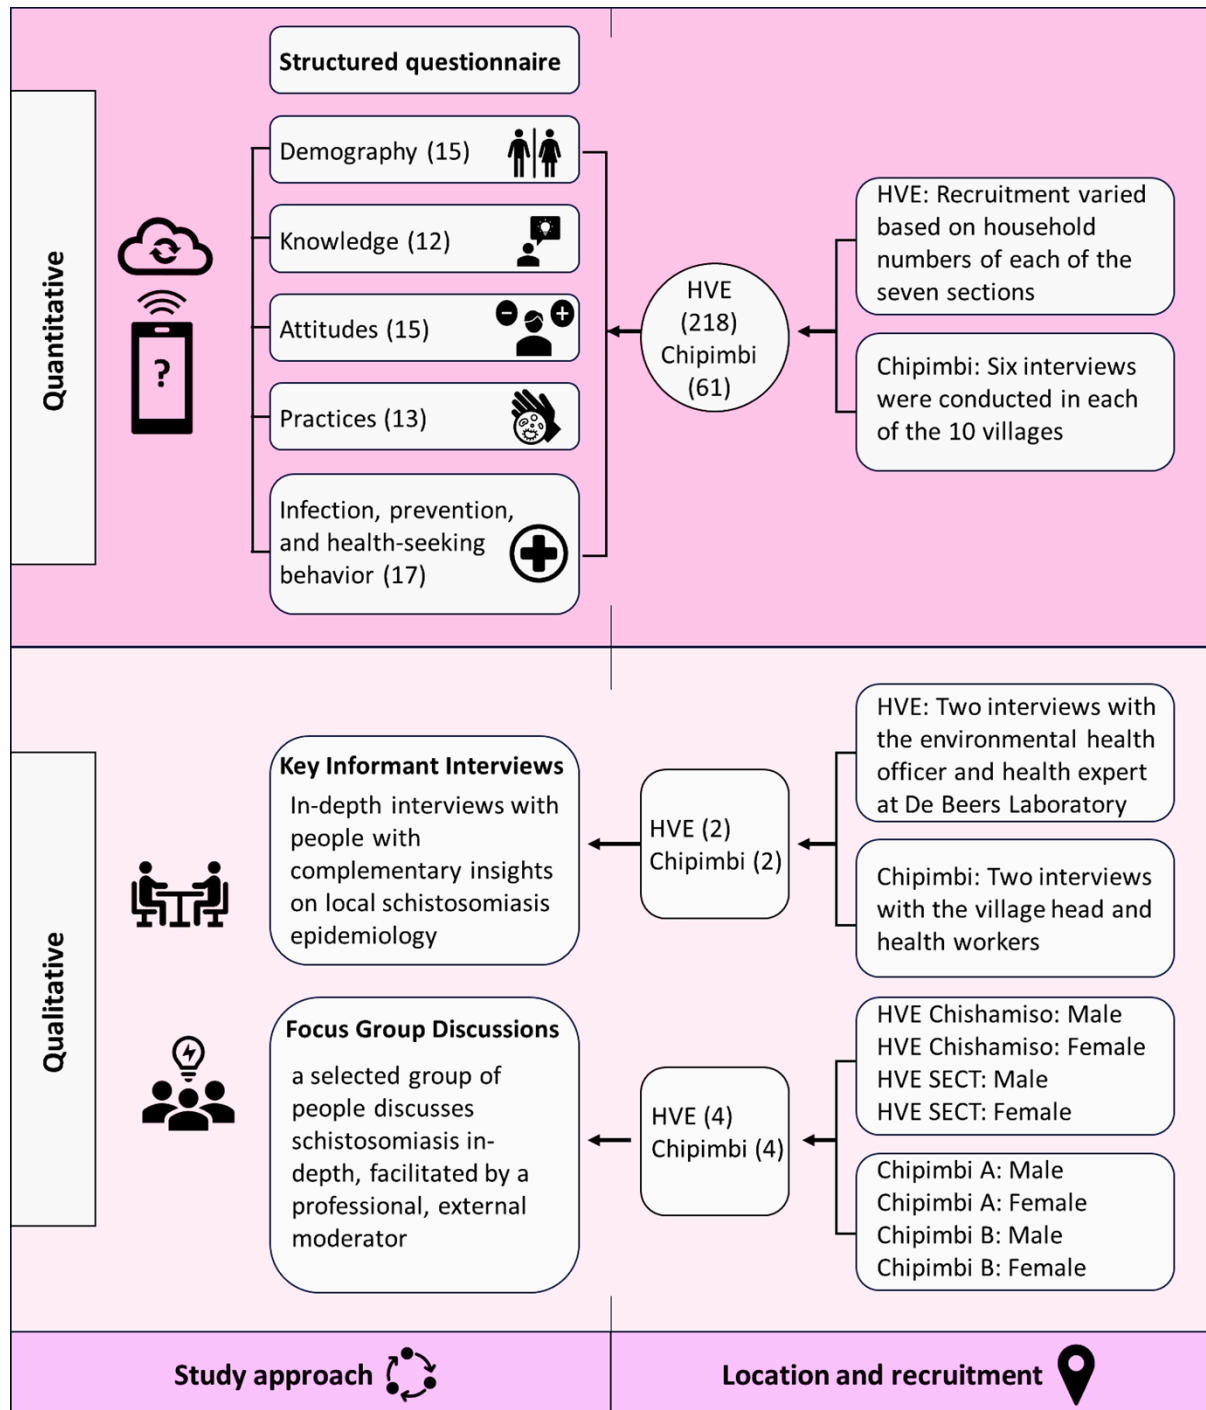 Quantitative
Structured questionnaire
Demography (15)
Knowledge (12)
Attitudes (15)
Practices (13)
Infection, prevention,
and health-seeking
behavior (17)
?
HVE
(218)
Chipimbi
(61)
HVE: Recruitment varied
based on household
numbers of each of the
seven sections
Chipimbi: Six interviews
were conducted in each
of the 10 villages
Qualitative
Key Informant Interviews
In-depth interviews with
people with
complementary insights
on local schistosomiasis
epidemiology
HVE (2)
Chipimbi (2)
HVE: Two interviews with
the environmental health
officer and health expert
at De Beers Laboratory
Chipimbi: Two interviews
with the village head and
health workers
Focus Group Discussions
a selected group of
people discusses
schistosomiasis in-
depth, facilitated by a
professional, external
moderator
HVE (4)
Chipimbi (4)
HVE Chishamiso: Male
HVE Chishamiso: Female
HVE SECT: Male
HVE SECT: Female
Chipimbi A: Male
Chipimbi A: Female
Chipimbi B: Male
Chipimbi B: Female
Study approach
Location and recruitment